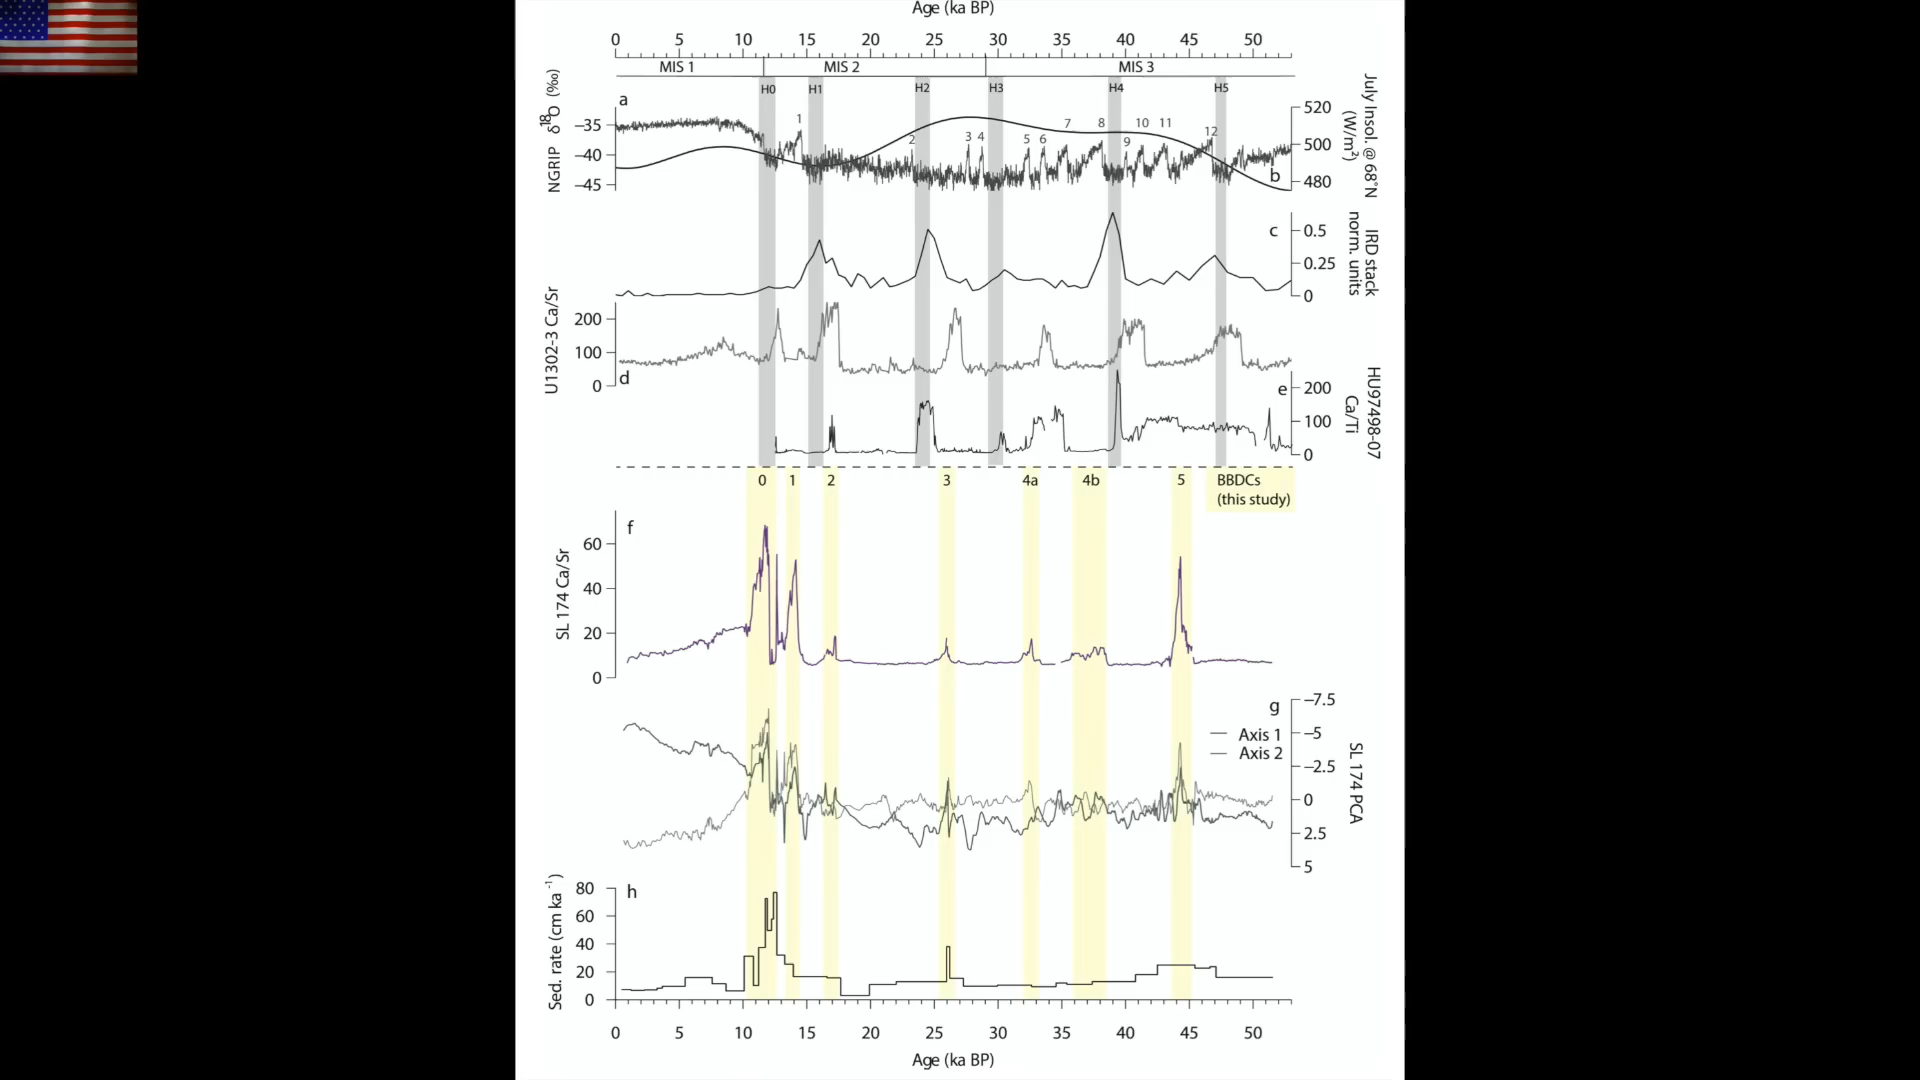 Age (ka BP)
0 5 10 15 20 25 30 35 40 45 50
MIS 1 MIS 2 MIS 3
H0 H1 H2 H3 H4 H5
a
NGRIP δ18O (‰)
−35
−40
−45
1 2 3 4 5 6 7 8 9 10 11 12
520
500
480
July Insol. @ 68°N
(W/m²)
b
c
0.5
0.25
0
IRD stack
norm. units
U1302-3 Ca/Sr
200
100
0
d
e
200
100
0
HU97498-07
Ca/Ti
0 1 2 3 4a 4b 5 BBDCs
(this study)
f
SL 174 Ca/Sr
60
40
20
0
g
Axis 1
Axis 2
−7.5
−5
−2.5
0
2.5
5
SL 174 PCA
h
Sed. rate (cm ka⁻¹)
80
60
40
20
0
0 5 10 15 20 25 30 35 40 45 50
Age (ka BP)